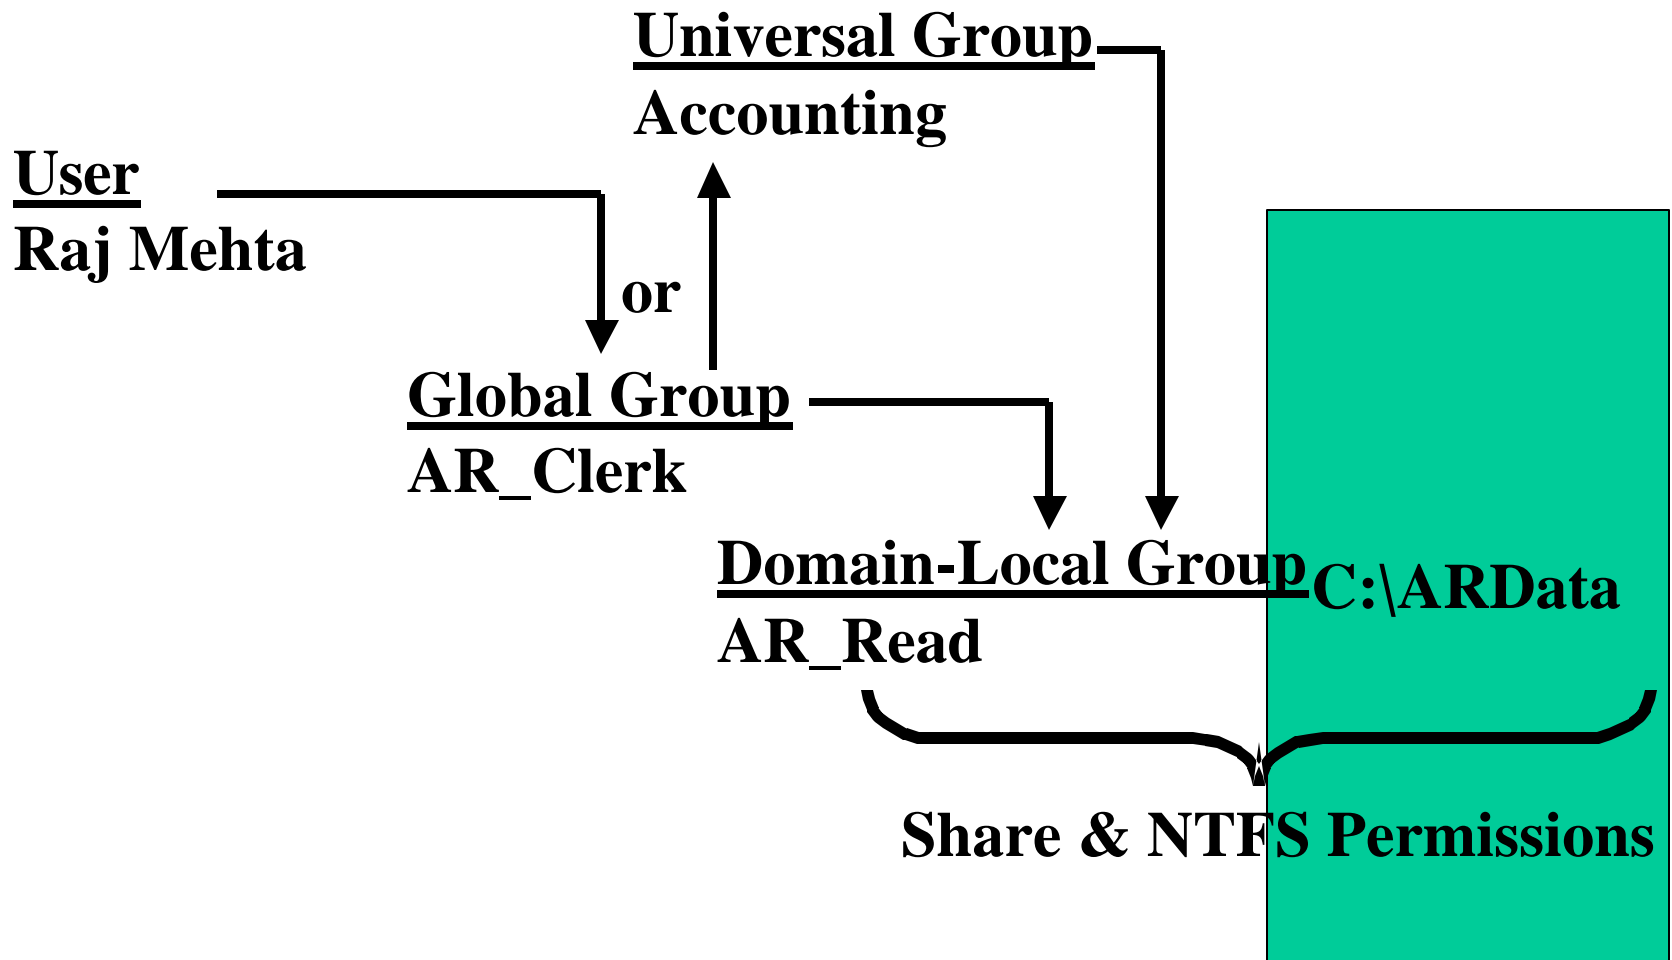 Universal Group
Accounting
User
Raj Mehta
or
Global Group
AR_Clerk
Domain-Local Group
C:\ARData
AR_Read
Share & NTFS Permissions